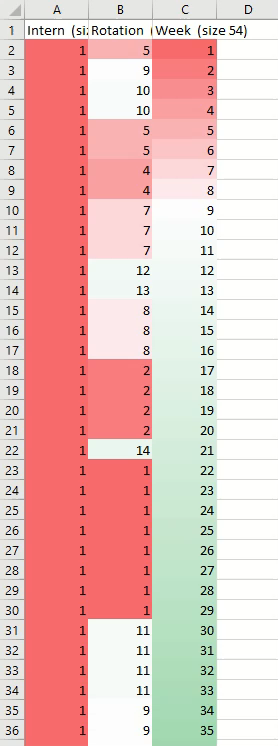 A B C D
1 Intern (si Rotation ( Week (size 54)
2 1 5 1
3 1 9 2
4 1 10 3
5 1 10 4
6 1 5 5
7 1 5 6
8 1 4 7
9 1 4 8
10 1 7 9
11 1 7 10
12 1 7 11
13 1 12 12
14 1 13 13
15 1 8 14
16 1 8 15
17 1 8 16
18 1 2 17
19 1 2 18
20 1 2 19
21 1 2 20
22 1 14 21
23 1 1 22
24 1 1 23
25 1 1 24
26 1 1 25
27 1 1 26
28 1 1 27
29 1 1 28
30 1 1 29
31 1 11 30
32 1 11 31
33 1 11 32
34 1 11 33
35 1 9 34
36 1 9 35